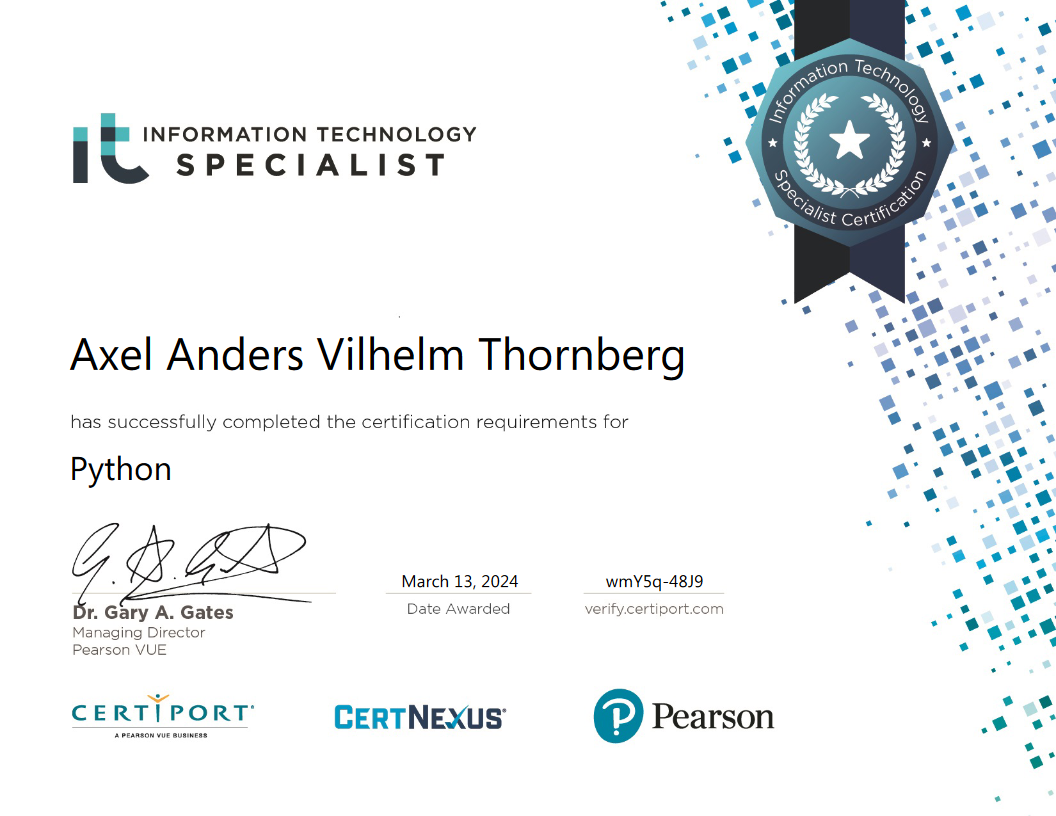 it INFORMATION TECHNOLOGY
SPECIALIST
Information Technology
Specialist Certification
Axel Anders Vilhelm Thornberg
has successfully completed the certification requirements for
Python
March 13, 2024
wmY5q-48J9
Dr. Gary A. Gates
Date Awarded
verify.certiport.com
Managing Director
Pearson VUE
CERTIPORT®
A PEARSON VUE BUSINESS
CERTNEXUS®
P Pearson